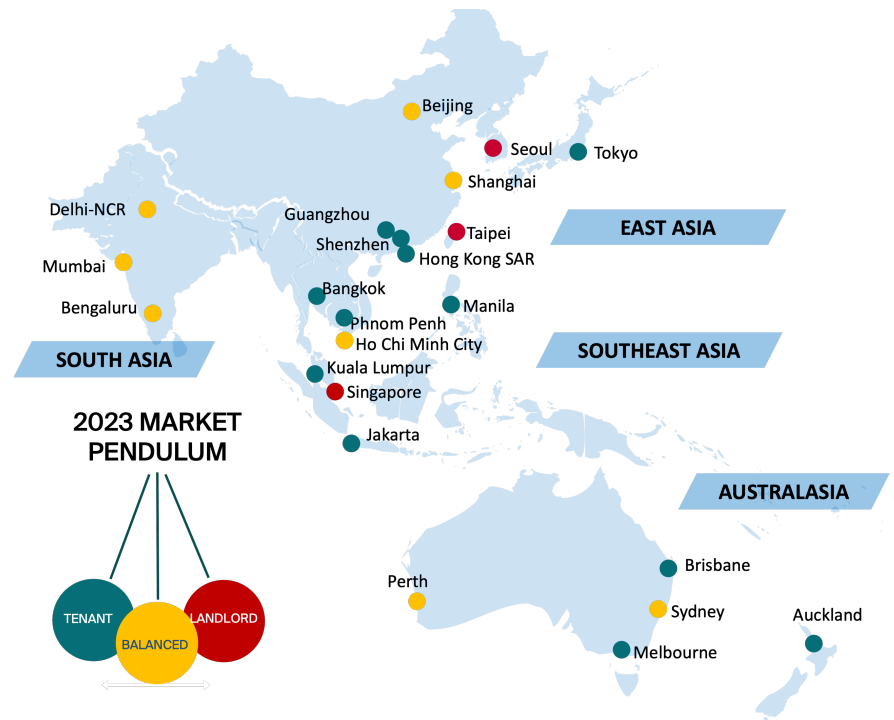 Beijing
Seoul
Tokyo
Shanghai
Delhi-NCR
Guangzhou
EAST ASIA
Taipei
Shenzhen
Hong Kong SAR
Mumbai
Bangkok
Manila
Bengaluru
Phnom Penh
Ho Chi Minh City
SOUTHEAST ASIA
SOUTH ASIA
Kuala Lumpur
Singapore
2023 MARKET
PENDULUM
Jakarta
AUSTRALASIA
Brisbane
Perth
Sydney
Auckland
TENANT
LANDLORD
BALANCED
Melbourne